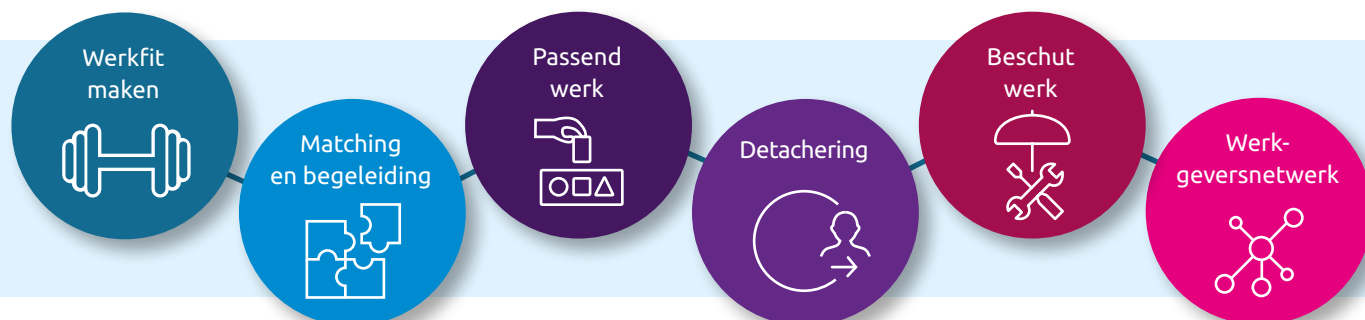 Werkfit
maken
Matching
en begeleiding
Passend
werk
Detachering
Beschut
werk
Werk-
geversnetwerk